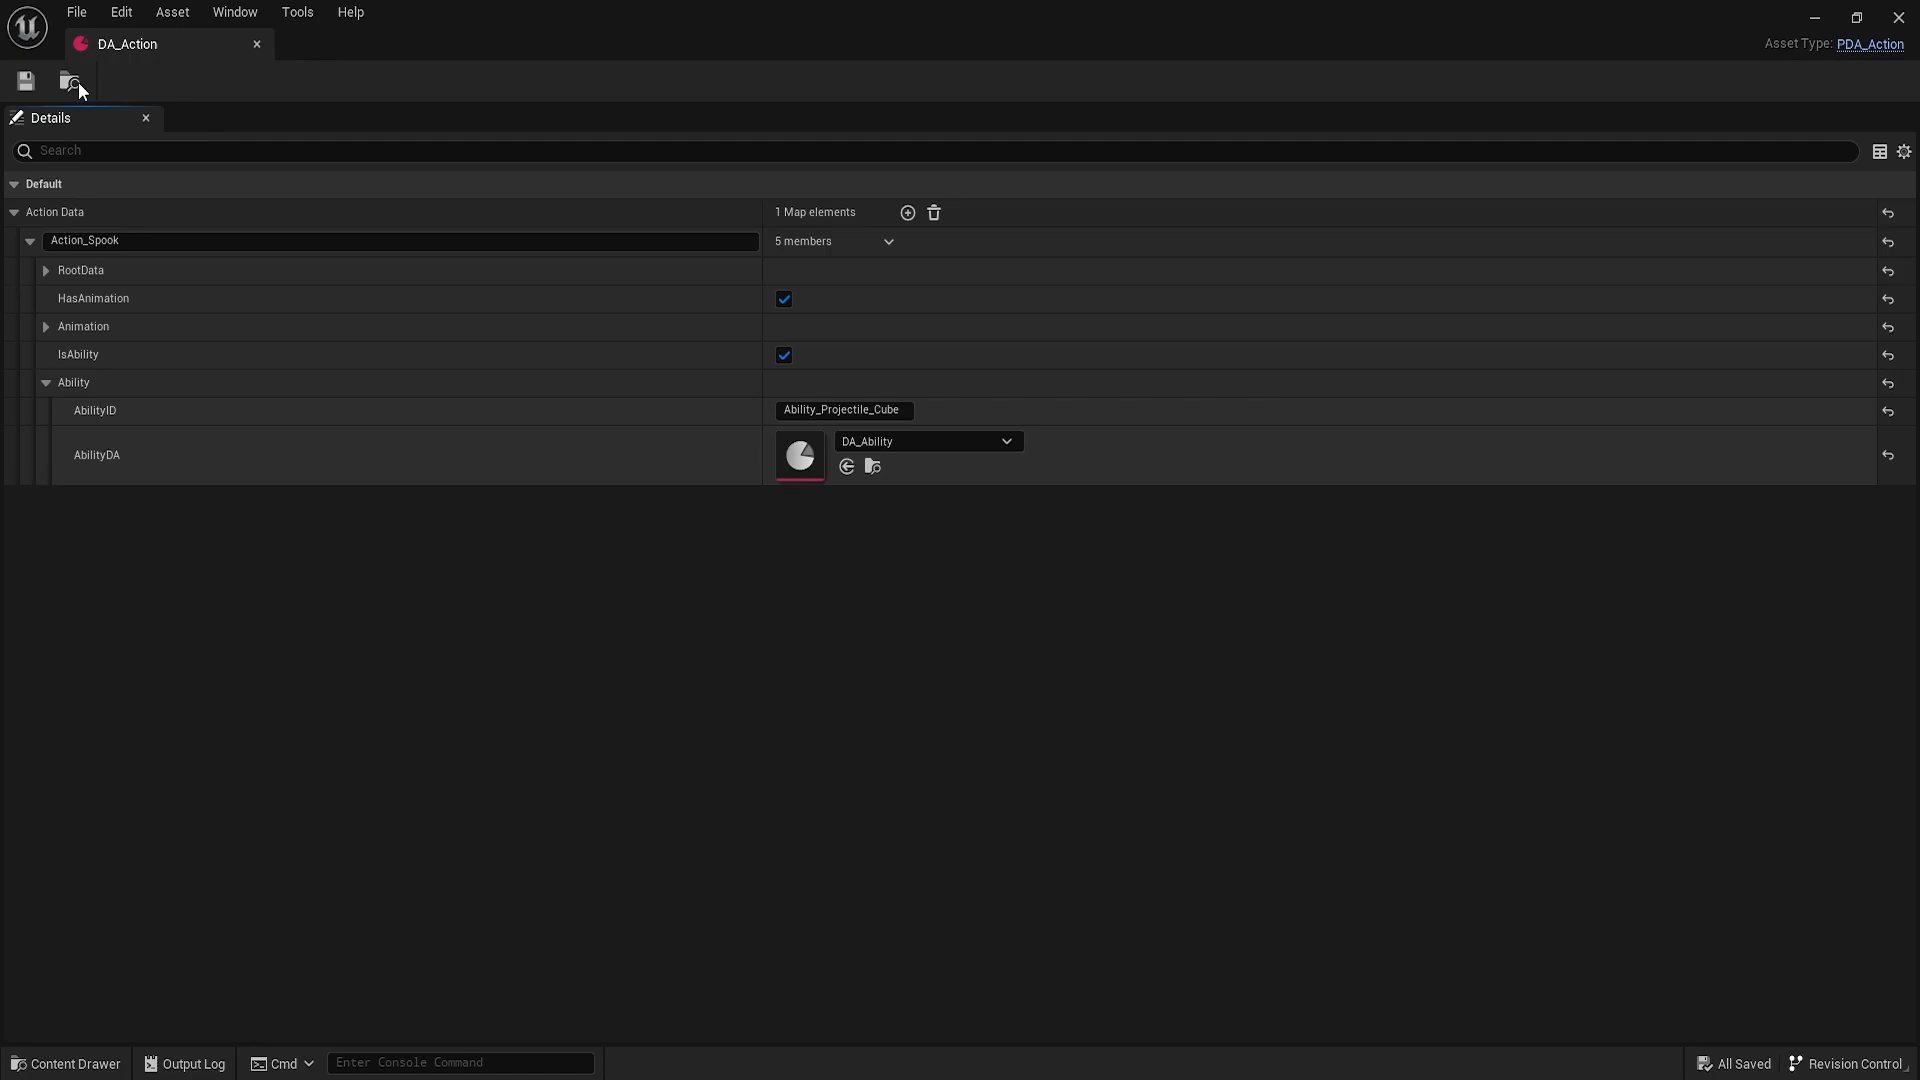 File Edit Asset Window Tools Help
DA_Action
Asset Type: PDA_Action
Details
Search
Default
Action Data 1 Map elements
Action_Spook 5 members
RootData
HasAnimation
Animation
IsAbility
Ability
AbilityID Ability_Projectile_Cube
AbilityDA DA_Ability
Content Drawer Output Log Cmd Enter Console Command All Saved Revision Control